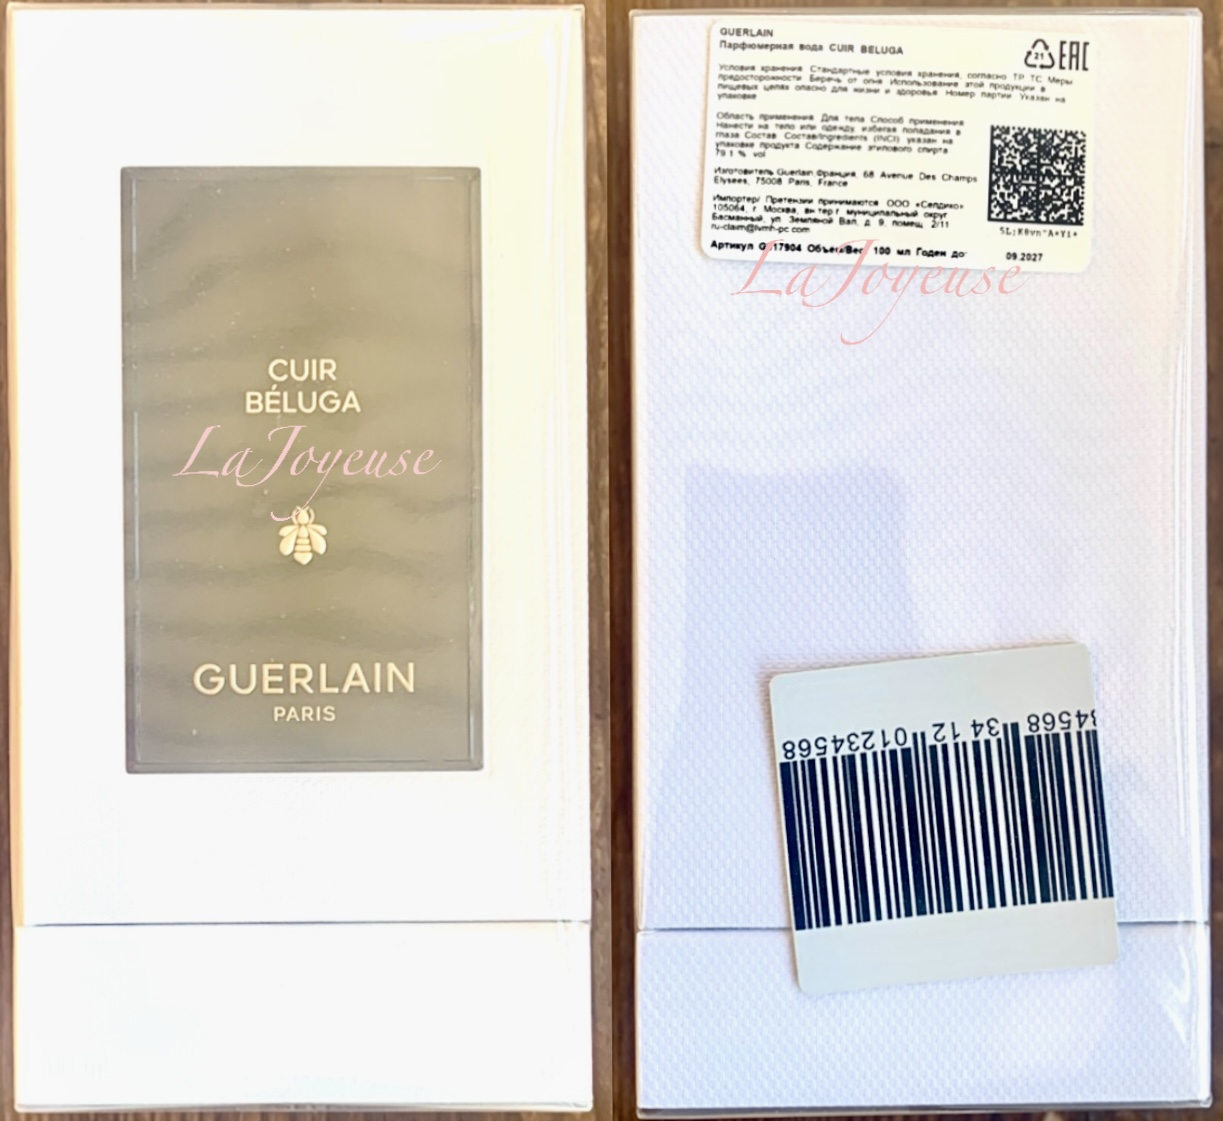 CUIR
BÉLUGA
LaJoyeuse
GUERLAIN
PARIS
GUERLAIN
Парфюмерная вода CUIR BELUGA
21
EAC
Условия хранения Стандартные условия хранения, согласно ТР ТС Меры
предосторожности Беречь от огня Использование этой продукции в
пищевых целях опасно для жизни и здоровья Номер партии Указан на
упаковке
Область применения Для тела Способ применения
Нанести на тело или одежду, избегая попадания в
глаза Состав Состав/Ingredients (INCI) указан на
упаковке продукта Содержание этилового спирта
79.1 % vol
Изготовитель Guerlain,Франция, 68 Avenue Des Champs
Elysees, 75008 Paris, France
Импортер/ Претензии принимаются ООО «Селдико»
105064, г Москва, вн.тер.г. муниципальный округ
Басманный, ул Земляной Вал, д 9, помещ 2/11
ru-claim@lvmh-pc.com
Артикул G 17904 Объем/Вес 100 мл Годен до: 09.2027
LaJoyeuse
34568 34 12 01234568